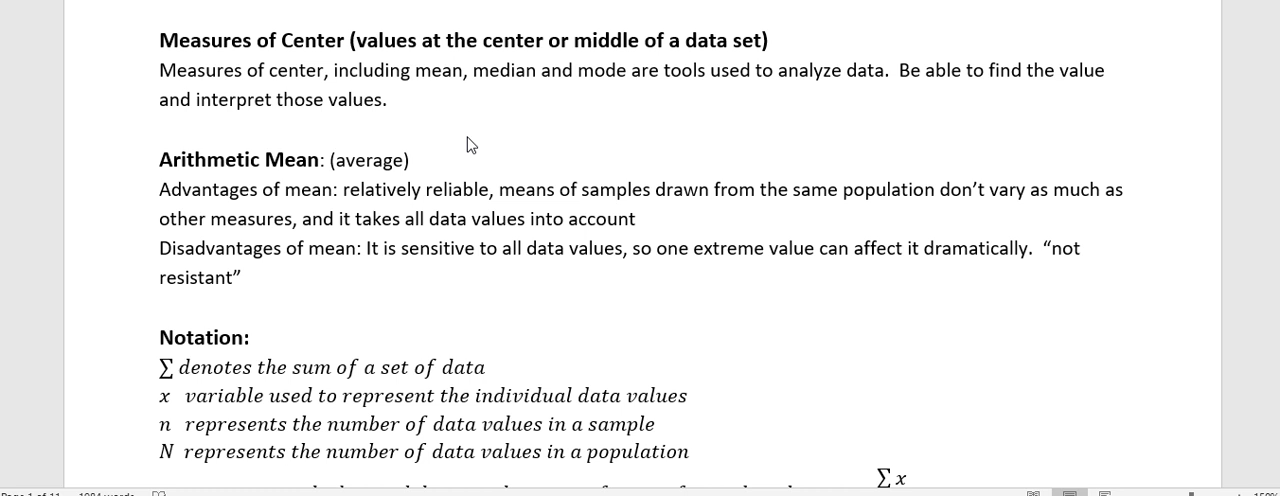 Measures of Center (values at the center or middle of a data set)
Measures of center, including mean, median and mode are tools used to analyze data.  Be able to find the value
and interpret those values.
Arithmetic Mean: (average)
Advantages of mean: relatively reliable, means of samples drawn from the same population don’t vary as much as
other measures, and it takes all data values into account
Disadvantages of mean: It is sensitive to all data values, so one extreme value can affect it dramatically.  “not
resistant”
Notation:
∑ denotes the sum of a set of data
x variable used to represent the individual data values
n represents the number of data values in a sample
N represents the number of data values in a population
∑ x